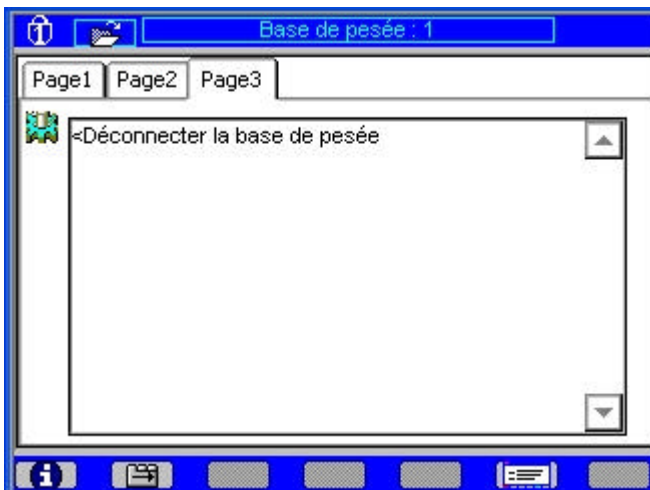 Base de pesée : 1
Page1 Page2 Page3
<Déconnecter la base de pesée